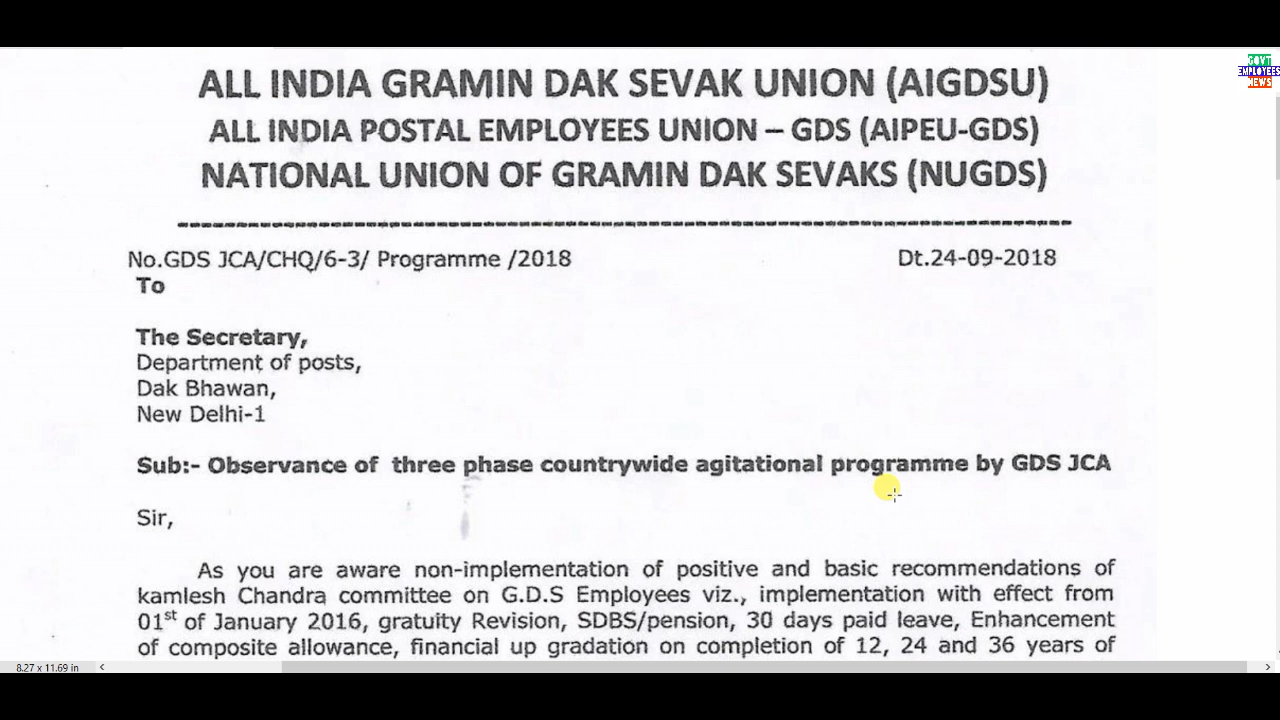 ALL INDIA GRAMIN DAK SEVAK UNION (AIGDSU)
GOVT
EMPLOYEES
NEWS
ALL INDIA POSTAL EMPLOYEES UNION – GDS (AIPEU-GDS)
NATIONAL UNION OF GRAMIN DAK SEVAKS (NUGDS)
No.GDS JCA/CHQ/6-3/ Programme /2018 Dt.24-09-2018
To
The Secretary,
Department of posts,
Dak Bhawan,
New Delhi-1
Sub:- Observance of three phase countrywide agitational programme by GDS JCA
Sir,
As you are aware non-implementation of positive and basic recommendations of
kamlesh Chandra committee on G.D.S Employees viz., implementation with effect from
01st of January 2016, gratuity Revision, SDBS/pension, 30 days paid leave, Enhancement
of composite allowance, financial up gradation on completion of 12, 24 and 36 years of
8.27 x 11.69 in